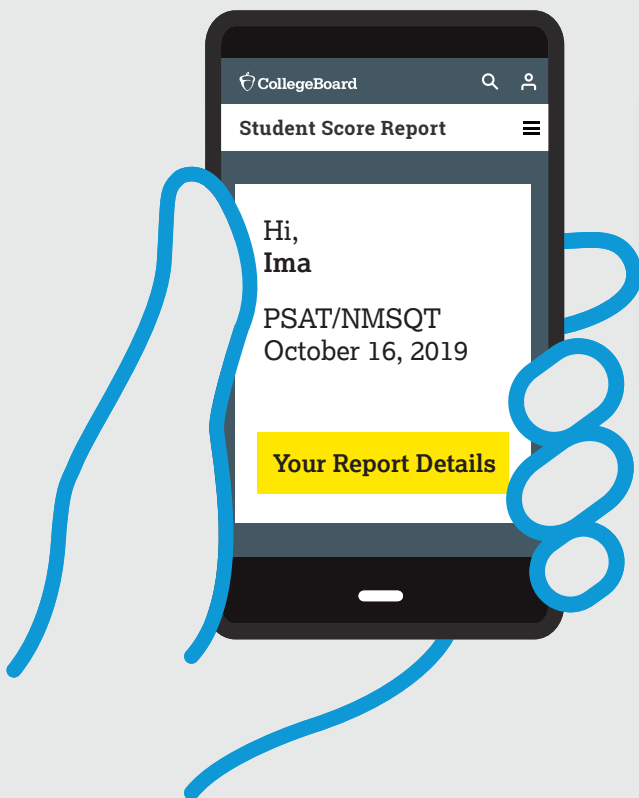 CollegeBoard
Student Score Report
Hi,
Ima
PSAT/NMSQT
October 16, 2019
Your Report Details